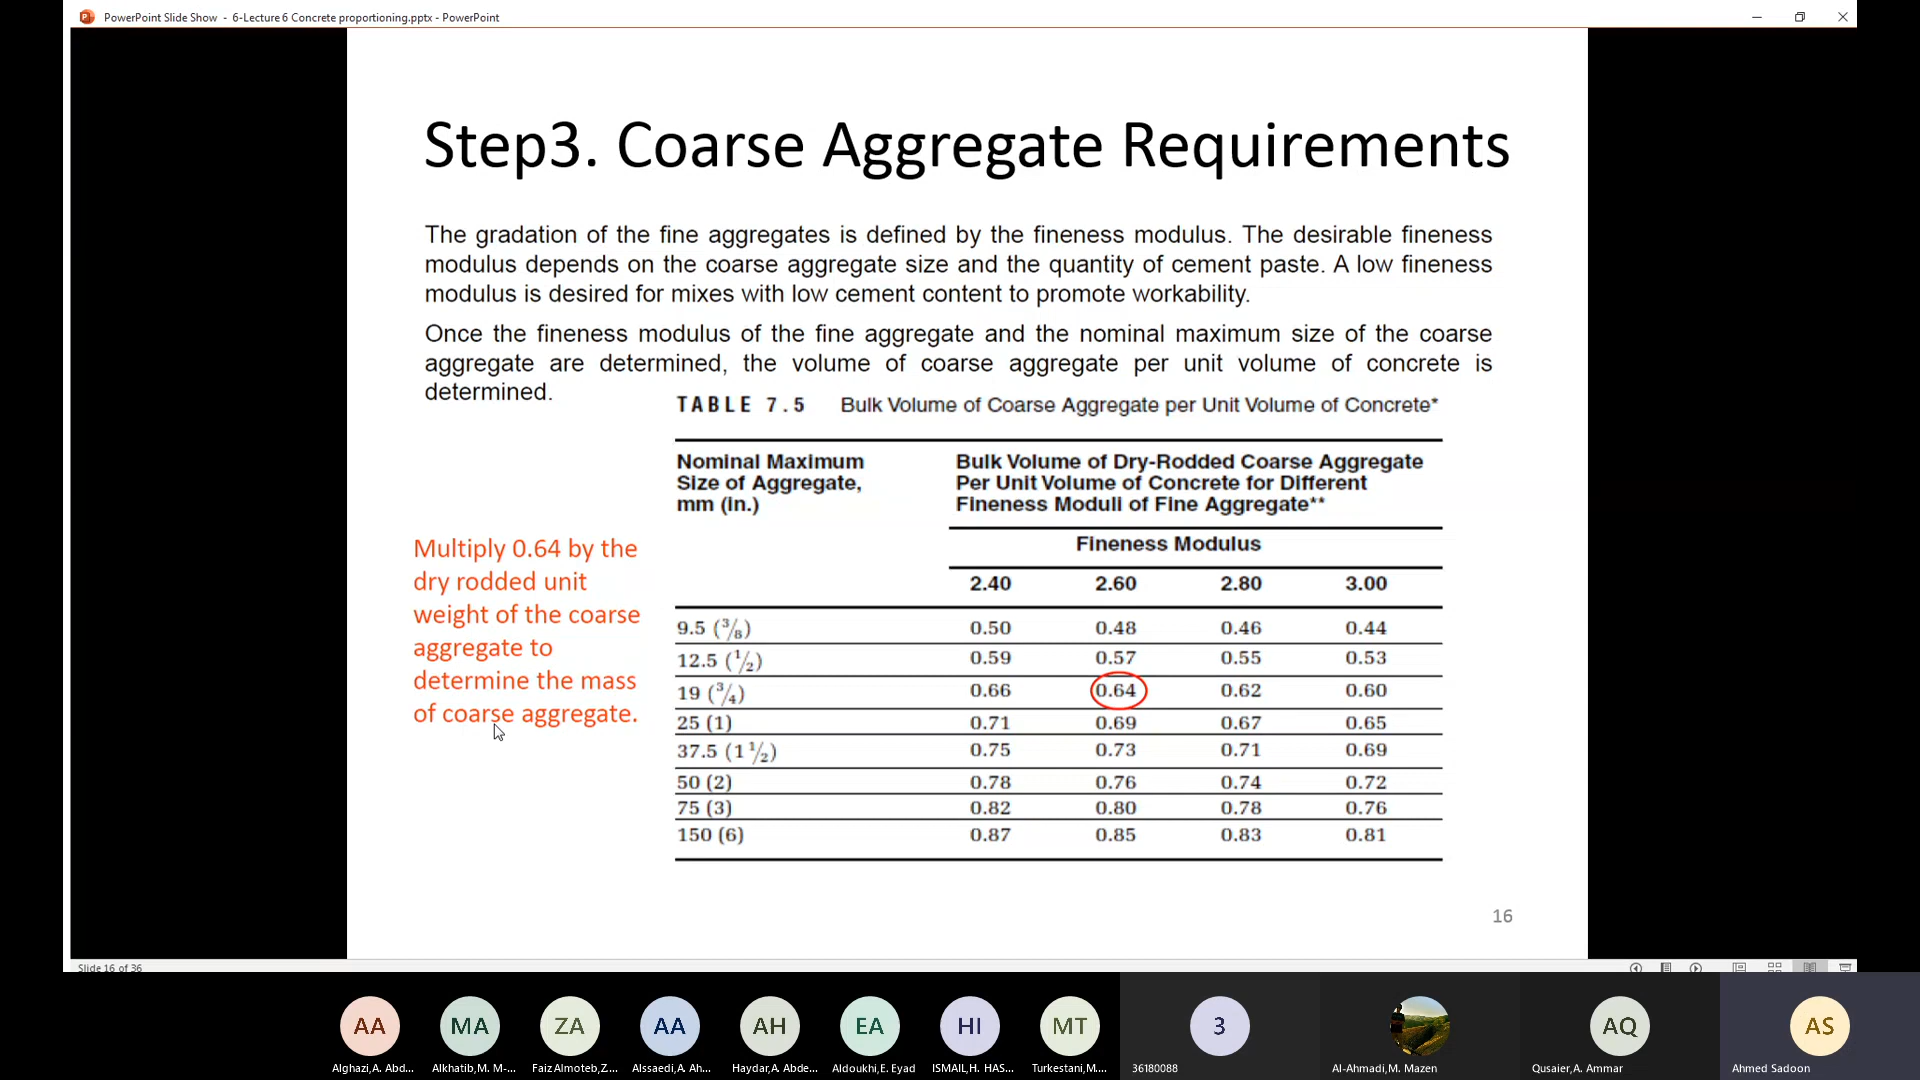 PowerPoint Slide Show - 6-Lecture 6 Concrete proportioning.pptx - PowerPoint
Step3. Coarse Aggregate Requirements
The gradation of the fine aggregates is defined by the fineness modulus. The desirable fineness
modulus depends on the coarse aggregate size and the quantity of cement paste. A low fineness
modulus is desired for mixes with low cement content to promote workability.
Once the fineness modulus of the fine aggregate and the nominal maximum size of the coarse
aggregate are determined, the volume of coarse aggregate per unit volume of concrete is
determined.
TABLE 7.5 Bulk Volume of Coarse Aggregate per Unit Volume of Concrete*
Nominal Maximum
Size of Aggregate,
mm (in.)
Bulk Volume of Dry-Rodded Coarse Aggregate
Per Unit Volume of Concrete for Different
Fineness Moduli of Fine Aggregate**
Fineness Modulus
2.40 2.60 2.80 3.00
9.5 (3/8) 0.50 0.48 0.46 0.44
12.5 (1/2) 0.59 0.57 0.55 0.53
19 (3/4) 0.66 0.64 0.62 0.60
25 (1) 0.71 0.69 0.67 0.65
37.5 (1 1/2) 0.75 0.73 0.71 0.69
50 (2) 0.78 0.76 0.74 0.72
75 (3) 0.82 0.80 0.78 0.76
150 (6) 0.87 0.85 0.83 0.81
Multiply 0.64 by the
dry rodded unit
weight of the coarse
aggregate to
determine the mass
of coarse aggregate.
16
Slide 16 of 36
AA MA ZA AA AH EA HI MT 3 AQ AS
Alghazi,A. Abd... Alkhatib,M. M-... Faiz Almoteb,Z.... Alssaedi,A. Ah... Haydar,A. Abde... Aldoukhi,E. Eyad ISMAIL,H. HAS... Turkestani,M.... 36180088 Al-Ahmadi,M. Mazen Qusaier,A. Ammar Ahmed Sadoon